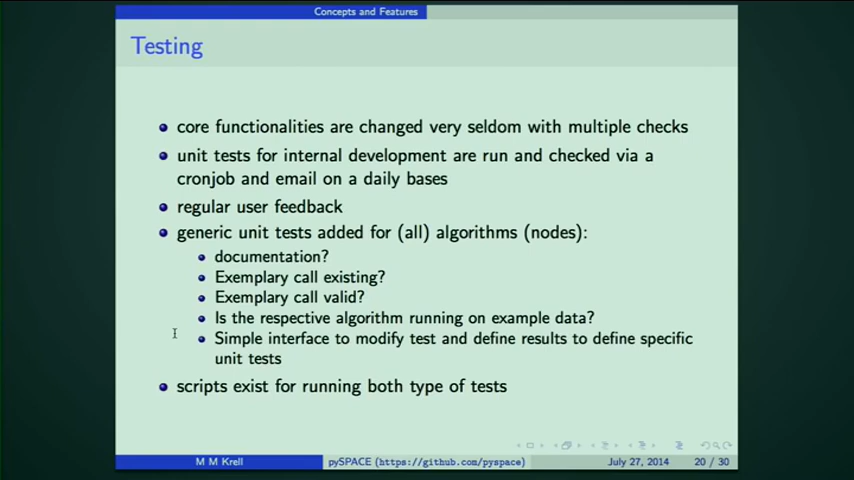 Concepts and Features
Testing
core functionalities are changed very seldom with multiple checks
unit tests for internal development are run and checked via a
cronjob and email on a daily bases
regular user feedback
generic unit tests added for (all) algorithms (nodes):
documentation?
Exemplary call existing?
Exemplary call valid?
Is the respective algorithm running on example data?
Simple interface to modify test and define results to define specific
unit tests
scripts exist for running both type of tests
M M Krell
pySPACE (https://github.com/pyspace)
July 27, 2014
20 / 30